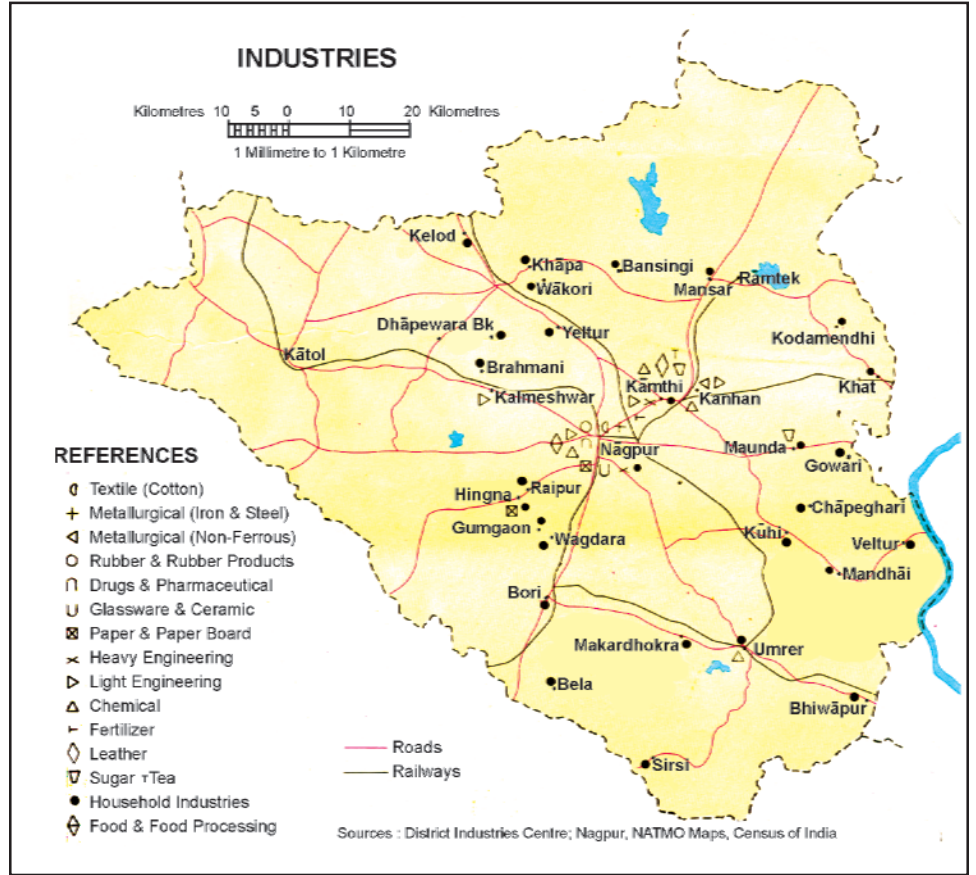 INDUSTRIES
Kilometres 10 5 0 10 20 Kilometres
1 Millimetre to 1 Kilometre
Kelod
Khāpa
Bansingi
Wākori
Mansar
Rāmtek
Dhāpewara Bk
Yeltur
Kodamendhi
Kātol
Brahmani
Kāmthi
Khat
Kalmeshwar
Kanhan
Nāgpur
Maunda
Gowari
Hingna
Raipur
Chāpeghari
Gumgaon
Wagdara
Kūhi
Veltur
Mandhāi
Bori
Makardhokra
Umrer
Bela
Bhiwāpur
Sirsi
REFERENCES
Textile (Cotton)
Metallurgical (Iron & Steel)
Metallurgical (Non-Ferrous)
Rubber & Rubber Products
Drugs & Pharmaceutical
Glassware & Ceramic
Paper & Paper Board
Heavy Engineering
Light Engineering
Chemical
Fertilizer
Leather
Sugar т Tea
Household Industries
Food & Food Processing
Roads
Railways
Sources : District Industries Centre; Nagpur, NATMO Maps, Census of India